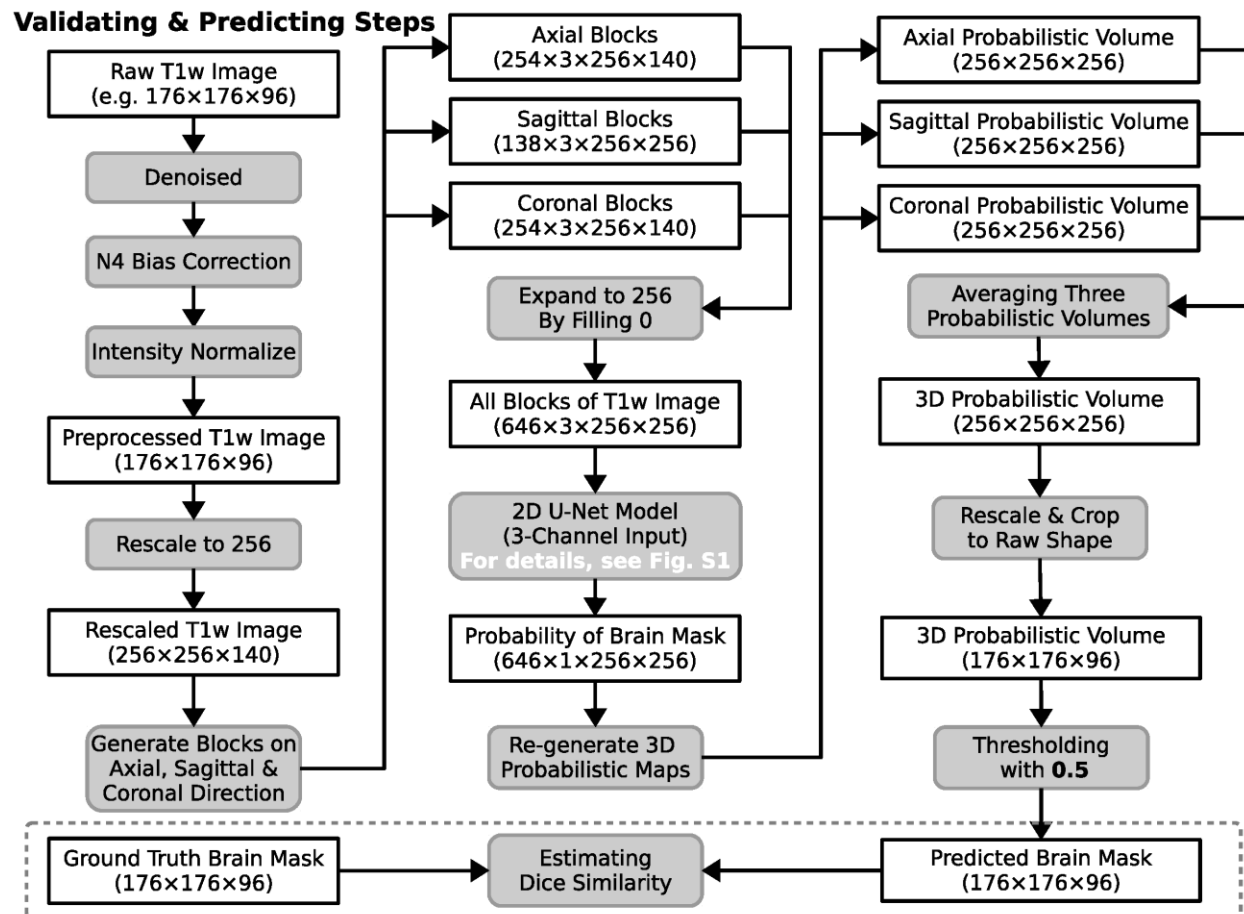 Validating & Predicting Steps
Raw T1w Image
(e.g. 176×176×96)
Denoised
N4 Bias Correction
Intensity Normalize
Preprocessed T1w Image
(176×176×96)
Rescale to 256
Rescaled T1w Image
(256×256×140)
Generate Blocks on
Axial, Sagittal &
Coronal Direction
Axial Blocks
(254×3×256×140)
Sagittal Blocks
(138×3×256×256)
Coronal Blocks
(254×3×256×140)
Expand to 256
By Filling 0
All Blocks of T1w Image
(646×3×256×256)
2D U-Net Model
(3-Channel Input)
For details, see Fig. S1
Probability of Brain Mask
(646×1×256×256)
Re-generate 3D
Probabilistic Maps
Axial Probabilistic Volume
(256×256×256)
Sagittal Probabilistic Volume
(256×256×256)
Coronal Probabilistic Volume
(256×256×256)
Averaging Three
Probabilistic Volumes
3D Probabilistic Volume
(256×256×256)
Rescale & Crop
to Raw Shape
3D Probabilistic Volume
(176×176×96)
Thresholding
with 0.5
Ground Truth Brain Mask
(176×176×96)
Estimating
Dice Similarity
Predicted Brain Mask
(176×176×96)